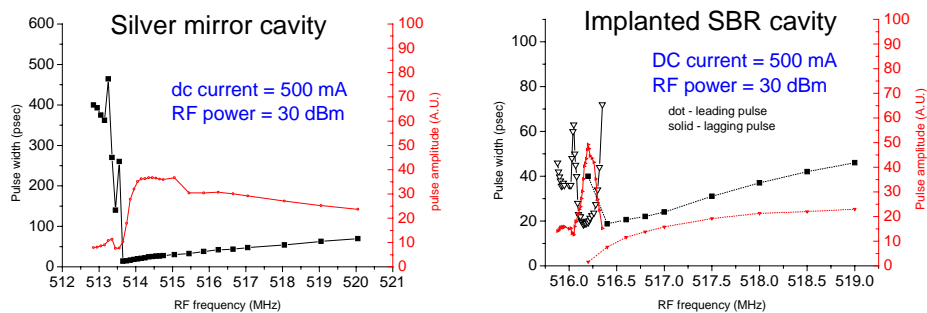 Silver mirror cavity
dc current = 500 mA
RF power = 30 dBm
Pulse width (psec)
600
500
400
300
200
100
0
pulse amplitude (A.U.)
100
90
80
70
60
50
40
30
20
10
0
512 513 514 515 516 517 518 519 520 521
RF frequency (MHz)
Implanted SBR cavity
DC current = 500 mA
RF power = 30 dBm
dot - leading pulse
solid - lagging pulse
Pulse width (psec)
100
80
60
40
20
0
pulse amplitude (A.U.)
100
90
80
70
60
50
40
30
20
10
0
516.0 516.5 517.0 517.5 518.0 518.5 519.0
RF frequency (MHz)